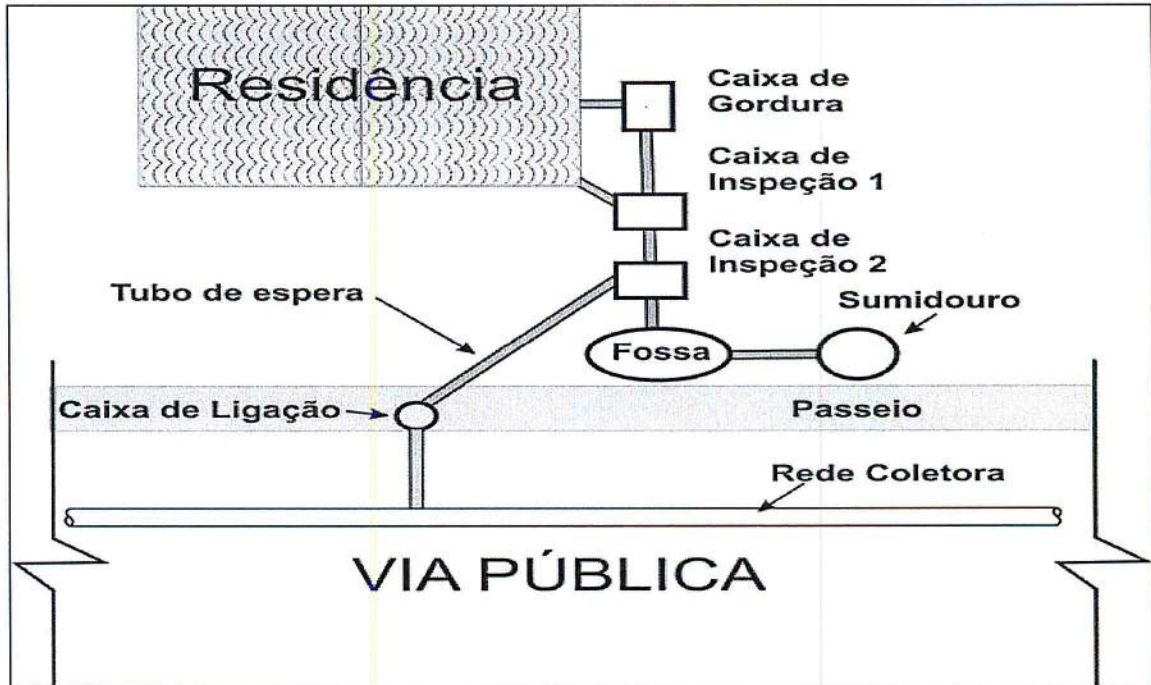 Residência
Caixa de
Gordura
Caixa de
Inspeção 1
Caixa de
Inspeção 2
Tubo de espera
Sumidouro
Fossa
Caixa de Ligação
Passeio
Rede Coletora
VIA PÚBLICA